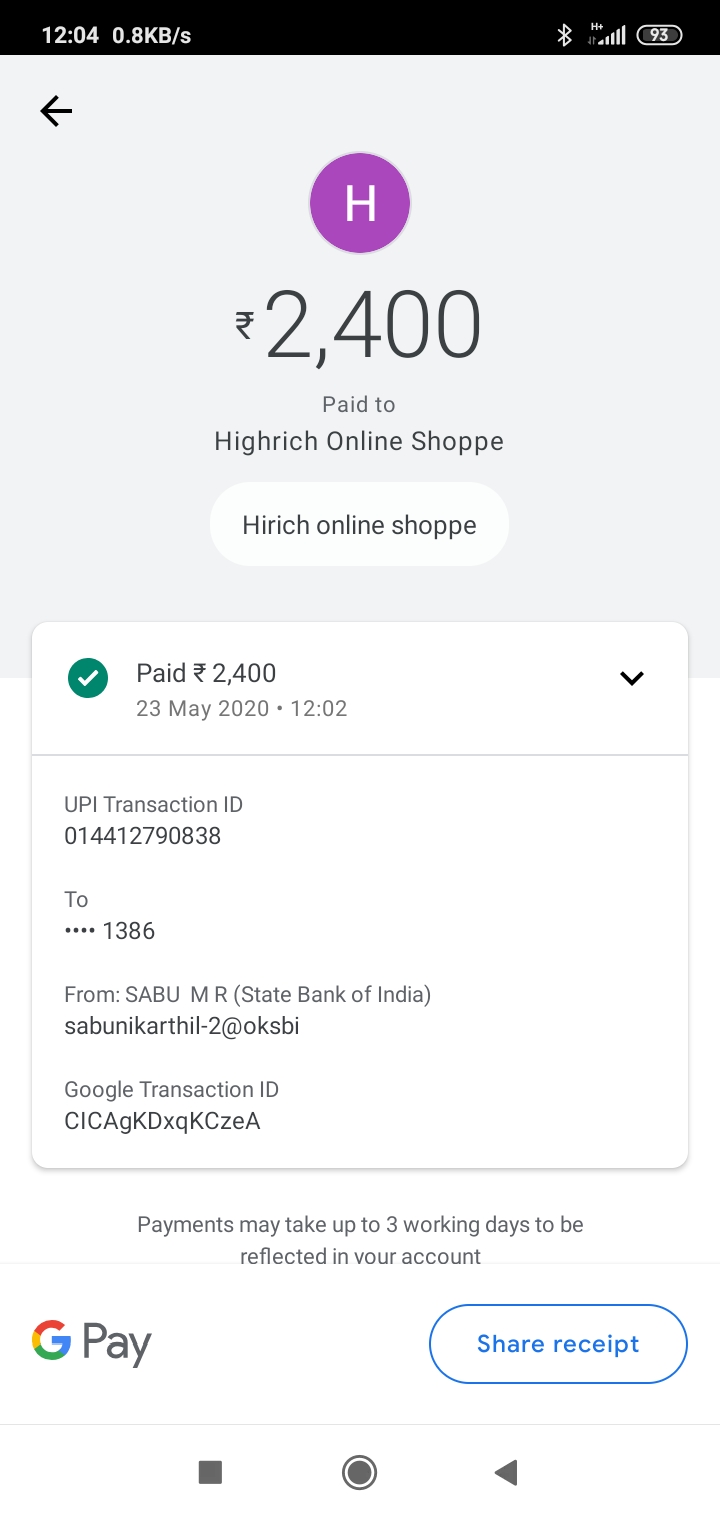 12:04 0.8KB/s H+ 93
H
₹2,400
Paid to
Highrich Online Shoppe
Hirich online shoppe
Paid ₹ 2,400
23 May 2020 • 12:02
UPI Transaction ID
014412790838
To
•••• 1386
From: SABU  M R (State Bank of India)
sabunikarthil-2@oksbi
Google Transaction ID
CICAgKDxqKCzeA
Payments may take up to 3 working days to be
reflected in your account
G Pay
Share receipt